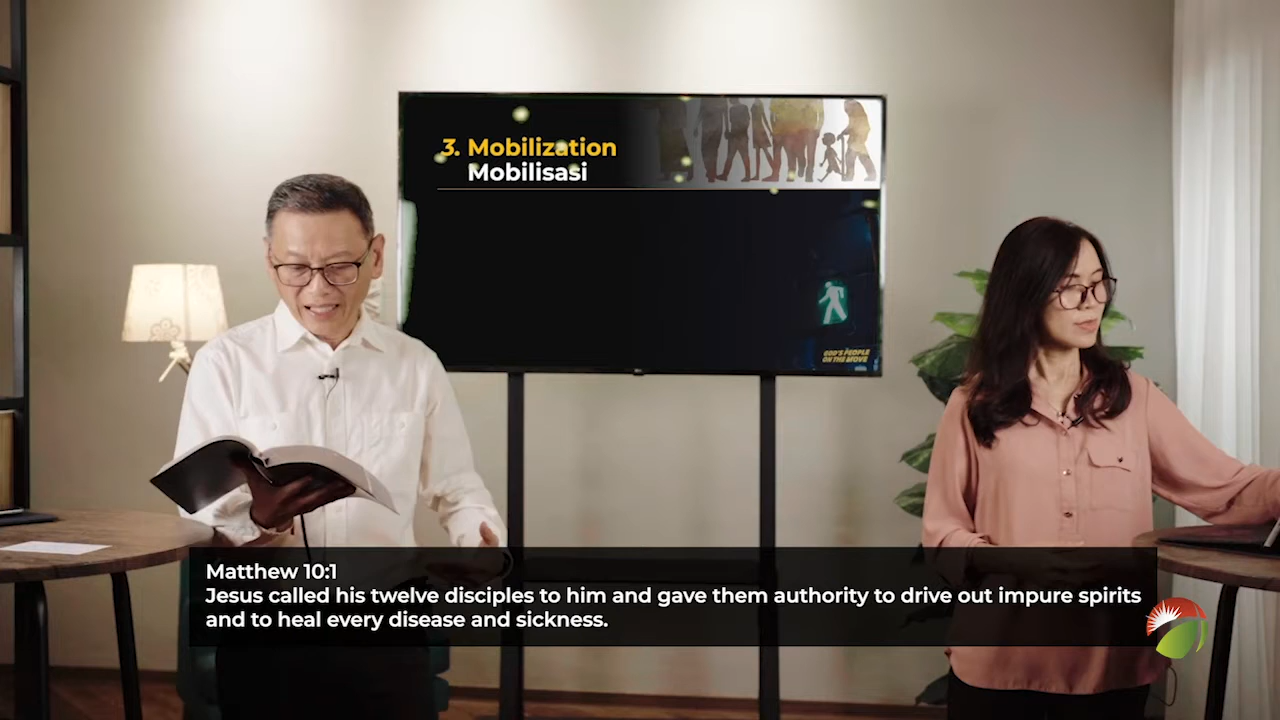 3. Mobilization
Mobilisasi
GOD'S PEOPLE
ON THE MOVE
Matthew 10:1
Jesus called his twelve disciples to him and gave them authority to drive out impure spirits
and to heal every disease and sickness.